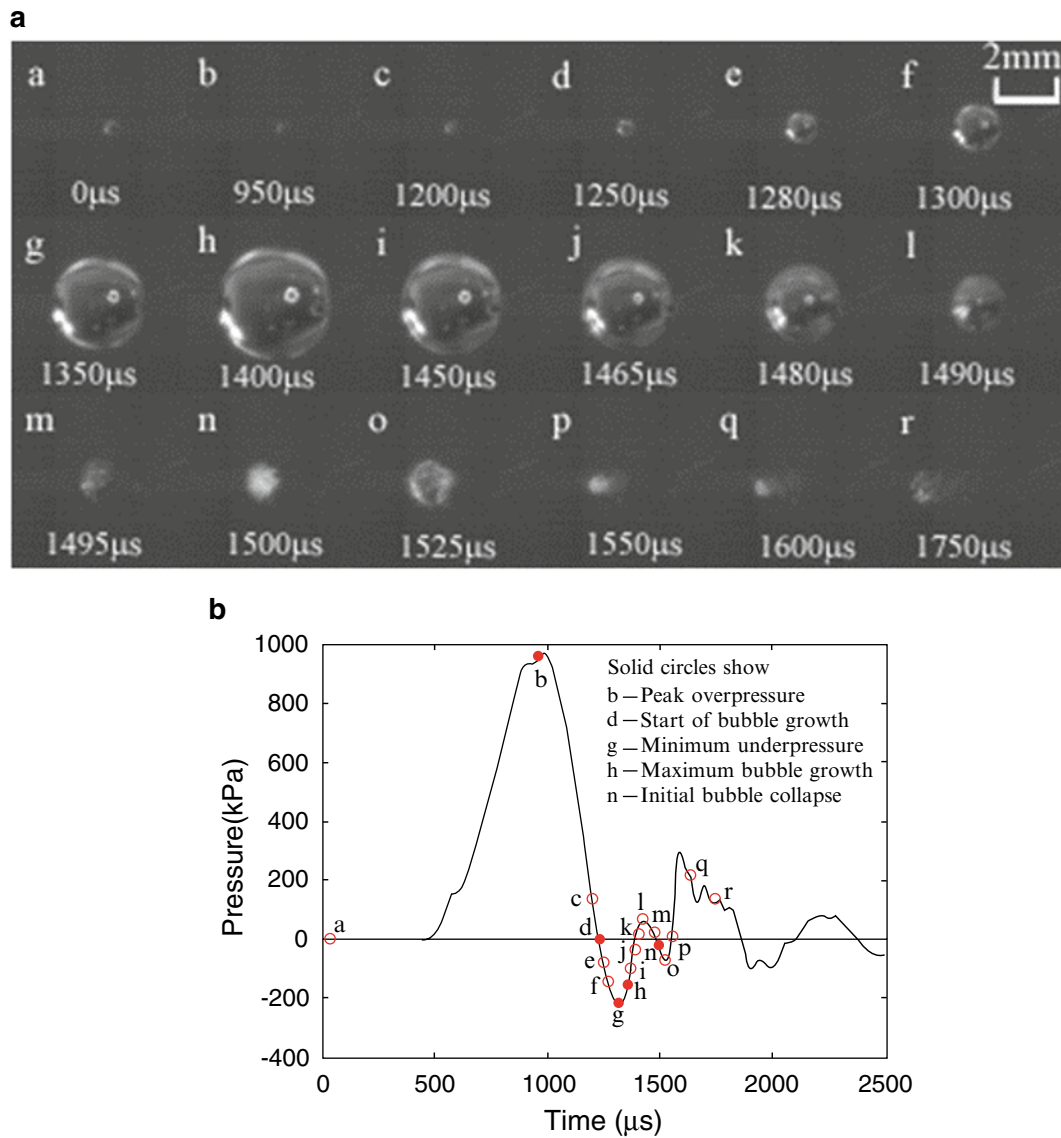 a
a b c d e f 2mm
0µs 950µs 1200µs 1250µs 1280µs 1300µs
g h i j k l
1350µs 1400µs 1450µs 1465µs 1480µs 1490µs
m n o p q r
1495µs 1500µs 1525µs 1550µs 1600µs 1750µs
b
Pressure(kPa)
1000
800
600
400
200
0
-200
-400
Solid circles show
b – Peak overpressure
d – Start of bubble growth
g – Minimum underpressure
h – Maximum bubble growth
n – Initial bubble collapse
a
b
c
d
e
f
g
h
i
j
k
l
m
n
o
p
q
r
0 500 1000 1500 2000 2500
Time (µs)